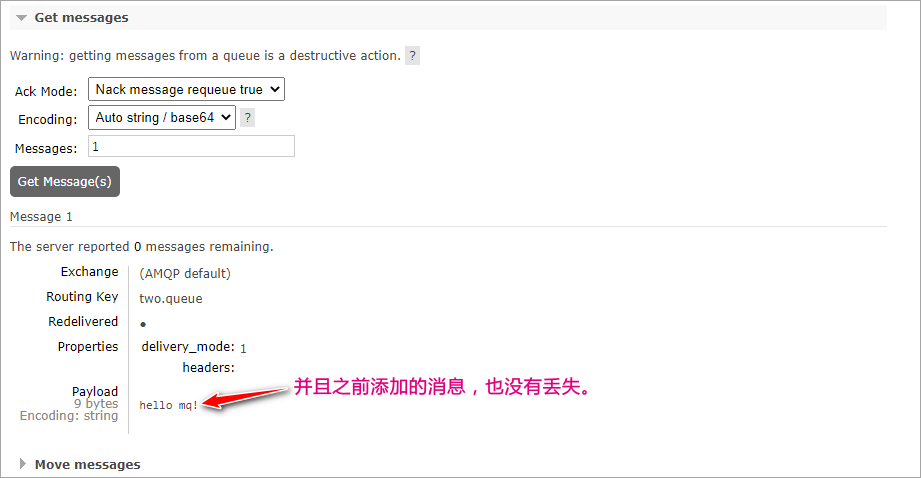 Get messages
Warning: getting messages from a queue is a destructive action. ?
Ack Mode: Nack message requeue true
Encoding: Auto string / base64 ?
Messages: 1
Get Message(s)
Message 1
The server reported 0 messages remaining.
Exchange (AMQP default)
Routing Key two.queue
Redelivered ●
Properties delivery_mode: 1
headers:
Payload
9 bytes
Encoding: string
hello mq!
并且之前添加的消息，也没有丢失。
Move messages